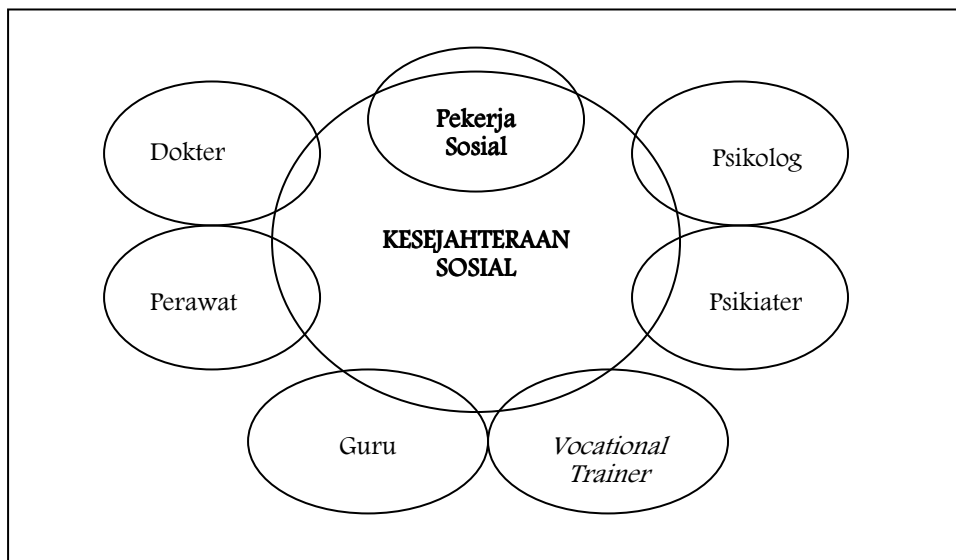 Pekerja
Sosial
Dokter
Psikolog
KESEJAHTERAAN
SOSIAL
Perawat
Psikiater
Guru
Vocational
Trainer